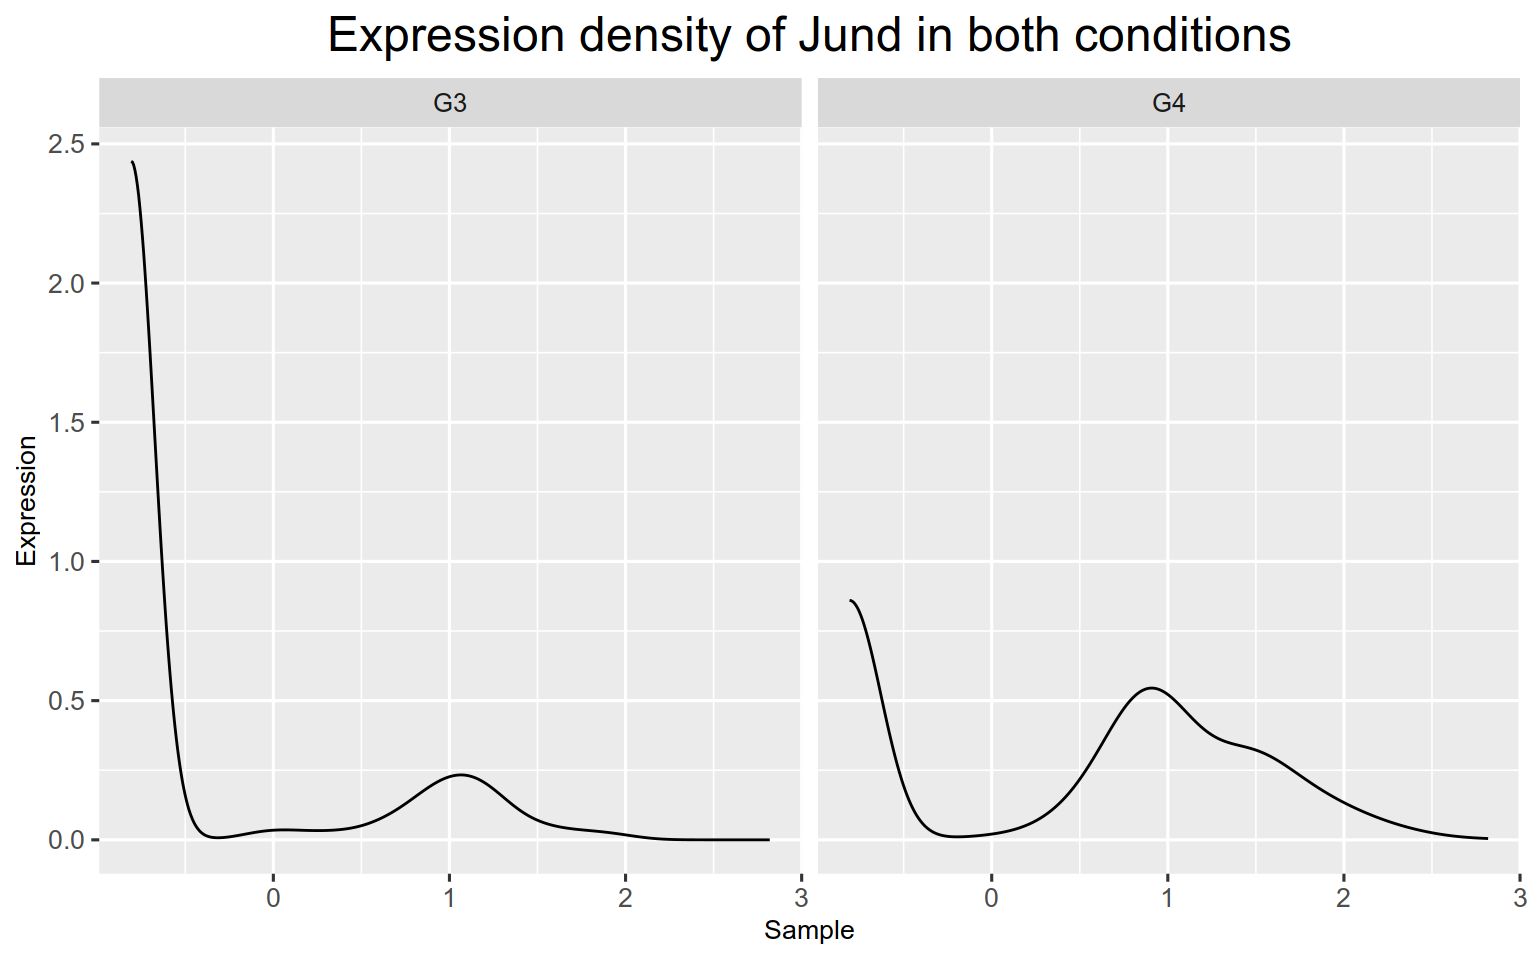 Expression density of Jund in both conditions
G3
G4
2.5
2.0
1.5
1.0
0.5
0.0
Expression
0 1 2 3
0 1 2 3
Sample